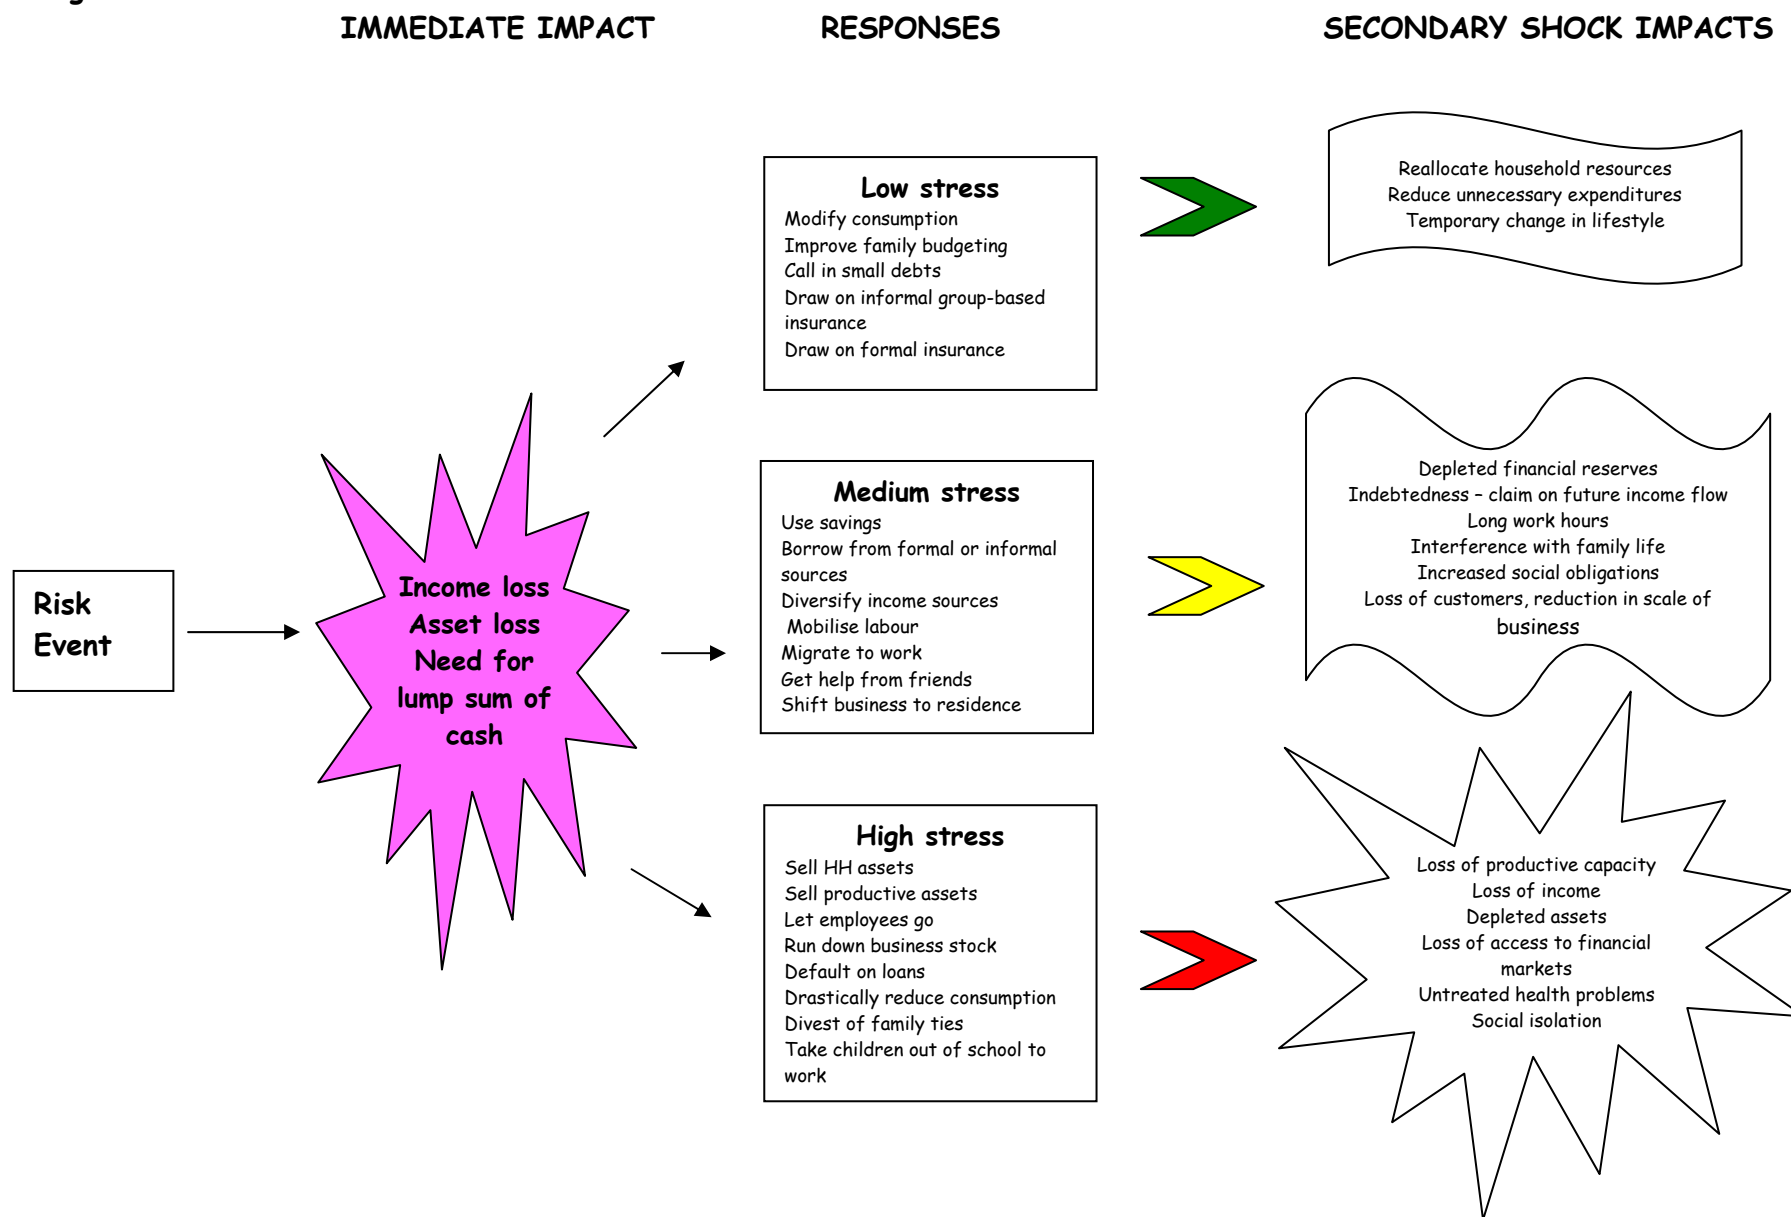 IMMEDIATE IMPACT
RESPONSES
SECONDARY SHOCK IMPACTS
Risk
Event
Income loss
Asset loss
Need for
lump sum of
cash
Low stress
Modify consumption
Improve family budgeting
Call in small debts
Draw on informal group-based
insurance
Draw on formal insurance
Reallocate household resources
Reduce unnecessary expenditures
Temporary change in lifestyle
Medium stress
Use savings
Borrow from formal or informal
sources
Diversify income sources
Mobilise labour
Migrate to work
Get help from friends
Shift business to residence
Depleted financial reserves
Indebtedness – claim on future income flow
Long work hours
Interference with family life
Increased social obligations
Loss of customers, reduction in scale of
business
High stress
Sell HH assets
Sell productive assets
Let employees go
Run down business stock
Default on loans
Drastically reduce consumption
Divest of family ties
Take children out of school to
work
Loss of productive capacity
Loss of income
Depleted assets
Loss of access to financial
markets
Untreated health problems
Social isolation